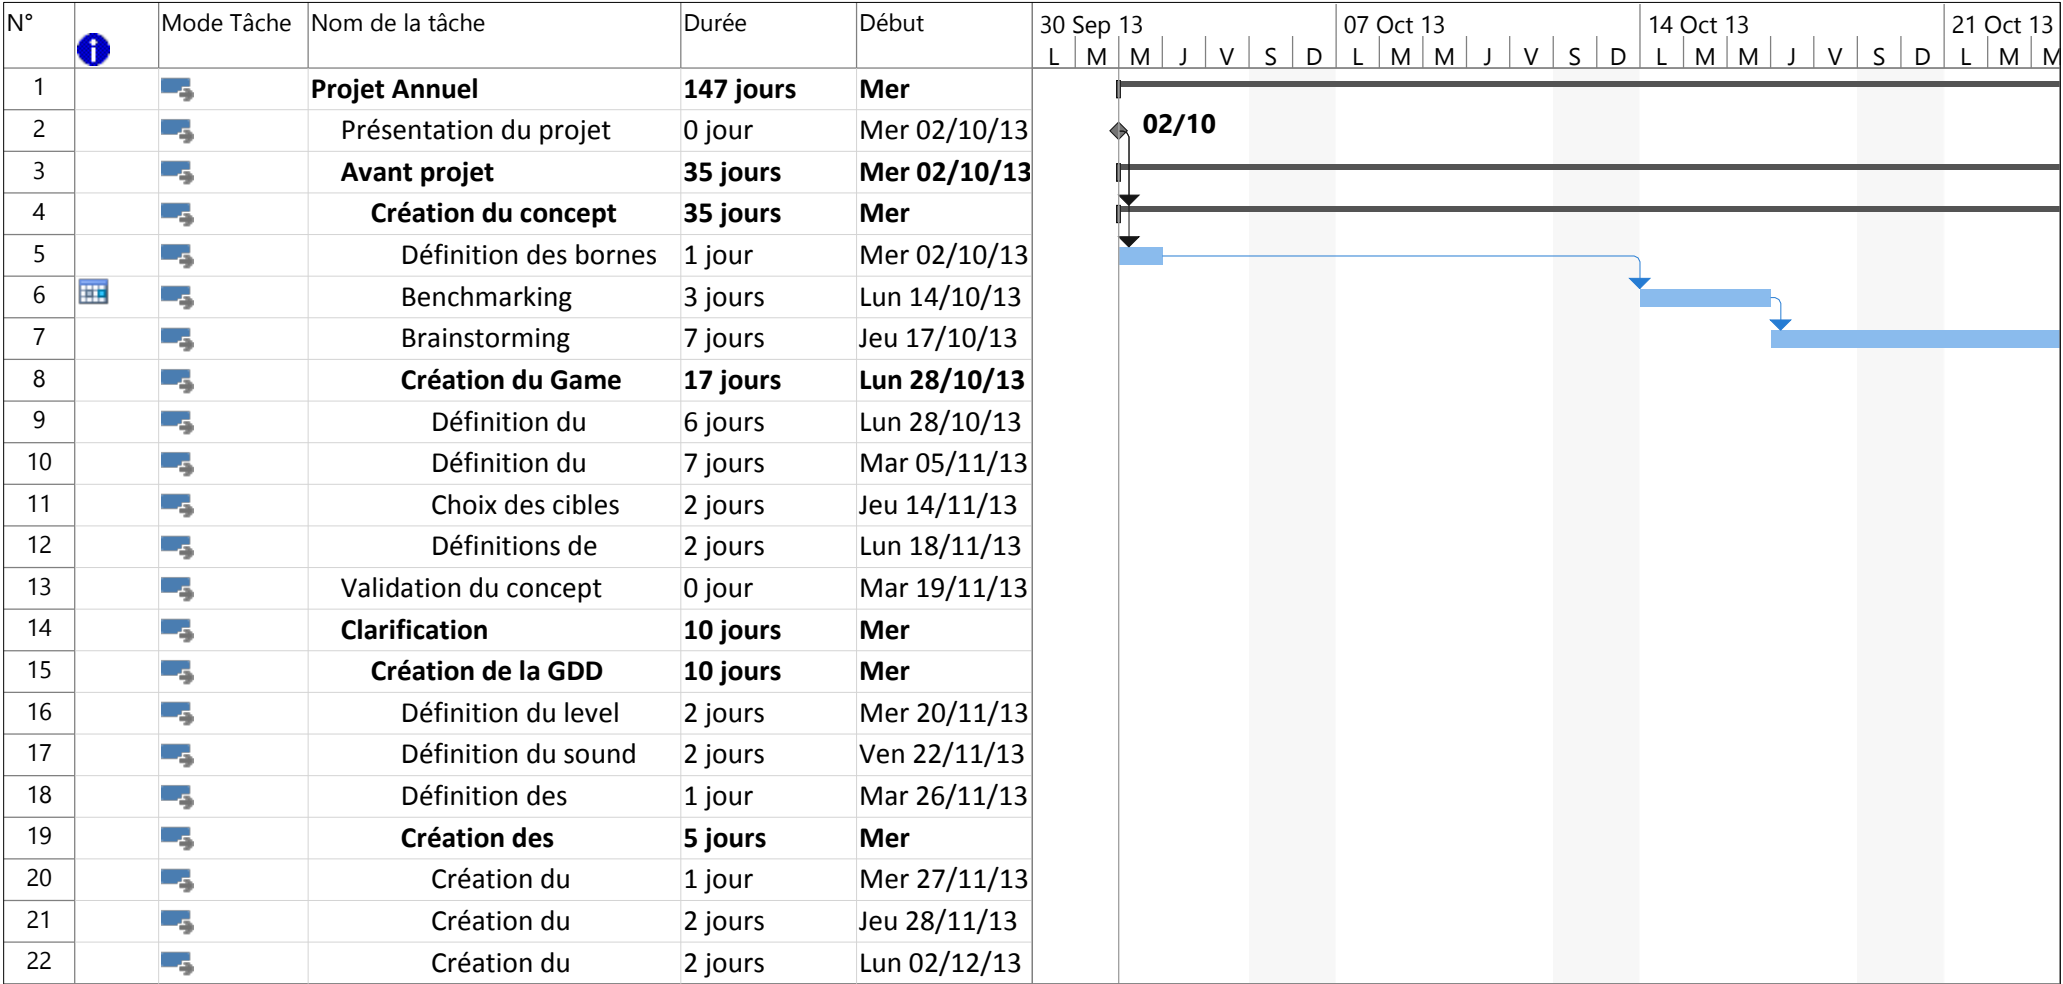 N° Mode Tâche Nom de la tâche Durée Début 30 Sep 13 07 Oct 13 14 Oct 13 21 Oct 13
L M M J V S D L M M J V S D L M M J V S D L M M
1 Projet Annuel 147 jours Mer
2 Présentation du projet 0 jour Mer 02/10/13 02/10
3 Avant projet 35 jours Mer 02/10/13
4 Création du concept 35 jours Mer
5 Définition des bornes 1 jour Mer 02/10/13
6 Benchmarking 3 jours Lun 14/10/13
7 Brainstorming 7 jours Jeu 17/10/13
8 Création du Game 17 jours Lun 28/10/13
9 Définition du 6 jours Lun 28/10/13
10 Définition du 7 jours Mar 05/11/13
11 Choix des cibles 2 jours Jeu 14/11/13
12 Définitions de 2 jours Lun 18/11/13
13 Validation du concept 0 jour Mar 19/11/13
14 Clarification 10 jours Mer
15 Création de la GDD 10 jours Mer
16 Définition du level 2 jours Mer 20/11/13
17 Définition du sound 2 jours Ven 22/11/13
18 Définition des 1 jour Mar 26/11/13
19 Création des 5 jours Mer
20 Création du 1 jour Mer 27/11/13
21 Création du 2 jours Jeu 28/11/13
22 Création du 2 jours Lun 02/12/13